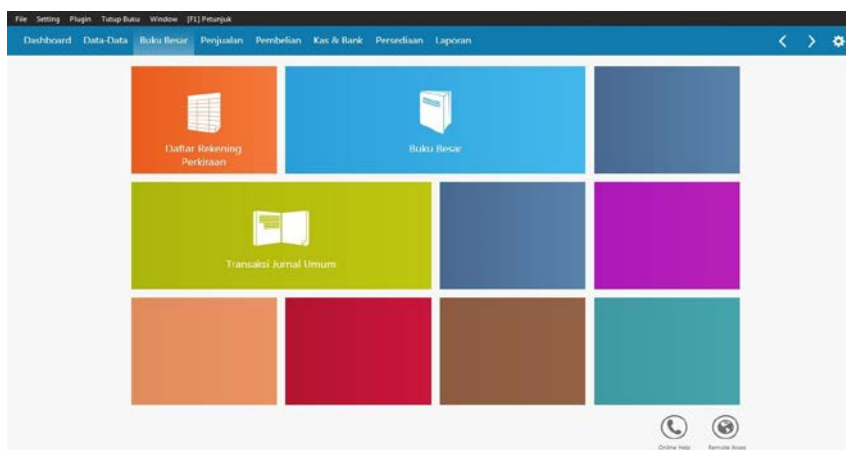 File Setting Plugin Tutup Buku Window [F1] Petunjuk
Dashboard Data-Data Buku Besar Penjualan Pembelian Kas & Bank Persediaan Laporan
Daftar Rekening
Perkiraan
Buku Besar
Transaksi Jurnal Umum
Online Help
Remote Assist